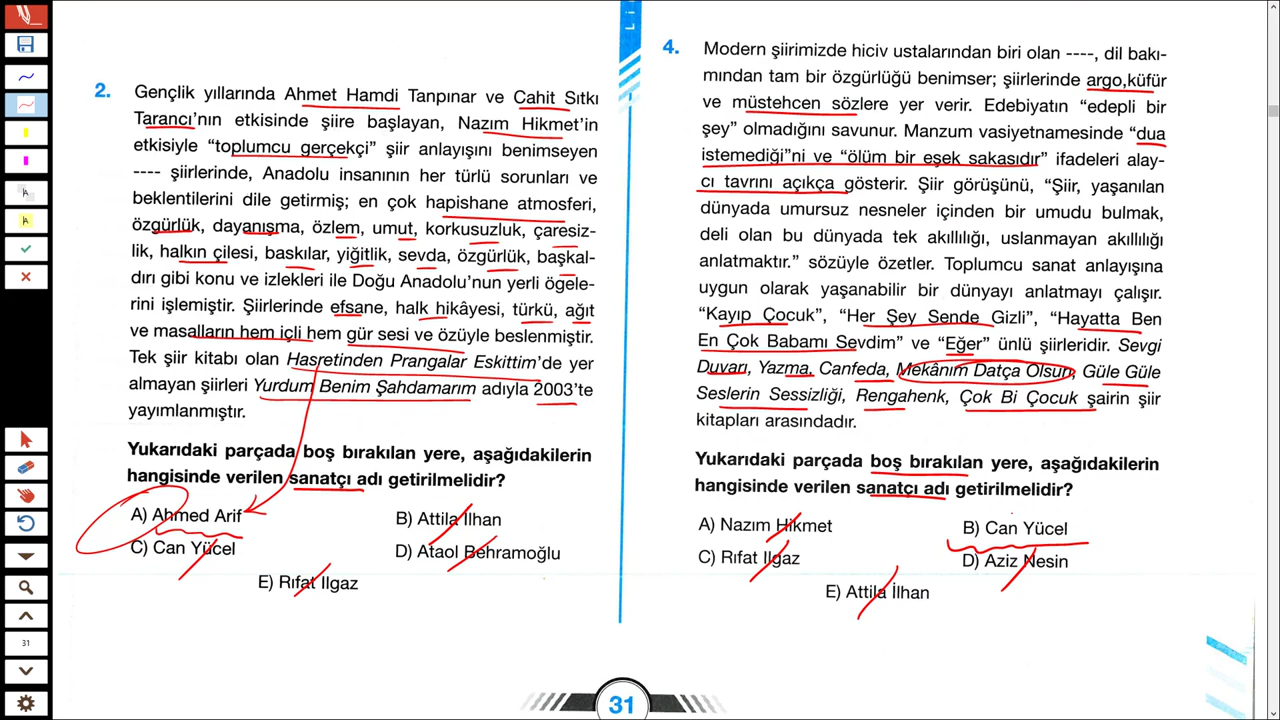 2. Gençlik yıllarında Ahmet Hamdi Tanpınar ve Cahit Sıtkı
Tarancı'nın etkisinde şiire başlayan, Nazım Hikmet'in
etkisiyle "toplumcu gerçekçi" şiir anlayışını benimseyen
---- şiirlerinde, Anadolu insanının her türlü sorunları ve
beklentilerini dile getirmiş; en çok hapishane atmosferi,
özgürlük, dayanışma, özlem, umut, korkusuzluk, çaresiz-
lik, halkın çilesi, baskılar, yiğitlik, sevda, özgürlük, başkal-
dırı gibi konu ve izlekleri ile Doğu Anadolu'nun yerli ögele-
rini işlemiştir. Şiirlerinde efsane, halk hikâyesi, türkü, ağıt
ve masalların hem içli hem gür sesi ve özüyle beslenmiştir.
Tek şiir kitabı olan Hasretinden Prangalar Eskittim'de yer
almayan şiirleri Yurdum Benim Şahdamarım adıyla 2003'te
yayımlanmıştır.
Yukarıdaki parçada boş bırakılan yere, aşağıdakilerin
hangisinde verilen sanatçı adı getirilmelidir?
A) Ahmed Arif
B) Attila İlhan
C) Can Yücel
D) Ataol Behramoğlu
E) Rıfat Ilgaz
4. Modern şiirimizde hiciv ustalarından biri olan ----, dil bakı-
mından tam bir özgürlüğü benimser; şiirlerinde argo,küfür
ve müstehcen sözlere yer verir. Edebiyatın "edepli bir
şey" olmadığını savunur. Manzum vasiyetnamesinde "dua
istemediği"ni ve "ölüm bir eşek sakasıdır" ifadeleri alay-
cı tavrını açıkça gösterir. Şiir görüşünü, "Şiir, yaşanılan
dünyada umursuz nesneler içinden bir umudu bulmak,
deli olan bu dünyada tek akıllılığı, uslanmayan akıllılığı
anlatmaktır." sözüyle özetler. Toplumcu sanat anlayışına
uygun olarak yaşanabilir bir dünyayı anlatmayı çalışır.
"Kayıp Çocuk", "Her Şey Sende Gizli", "Hayatta Ben
En Çok Babamı Sevdim" ve "Eğer" ünlü şiirleridir. Sevgi
Duvarı, Yazma, Canfeda, Mekânım Datça Olsun, Güle Güle
Seslerin Sessizliği, Rengahenk, Çok Bi Çocuk şairin şiir
kitapları arasındadır.
Yukarıdaki parçada boş bırakılan yere, aşağıdakilerin
hangisinde verilen sanatçı adı getirilmelidir?
A) Nazım Hikmet
B) Can Yücel
C) Rıfat Ilgaz
D) Aziz Nesin
E) Attila İlhan
31
31